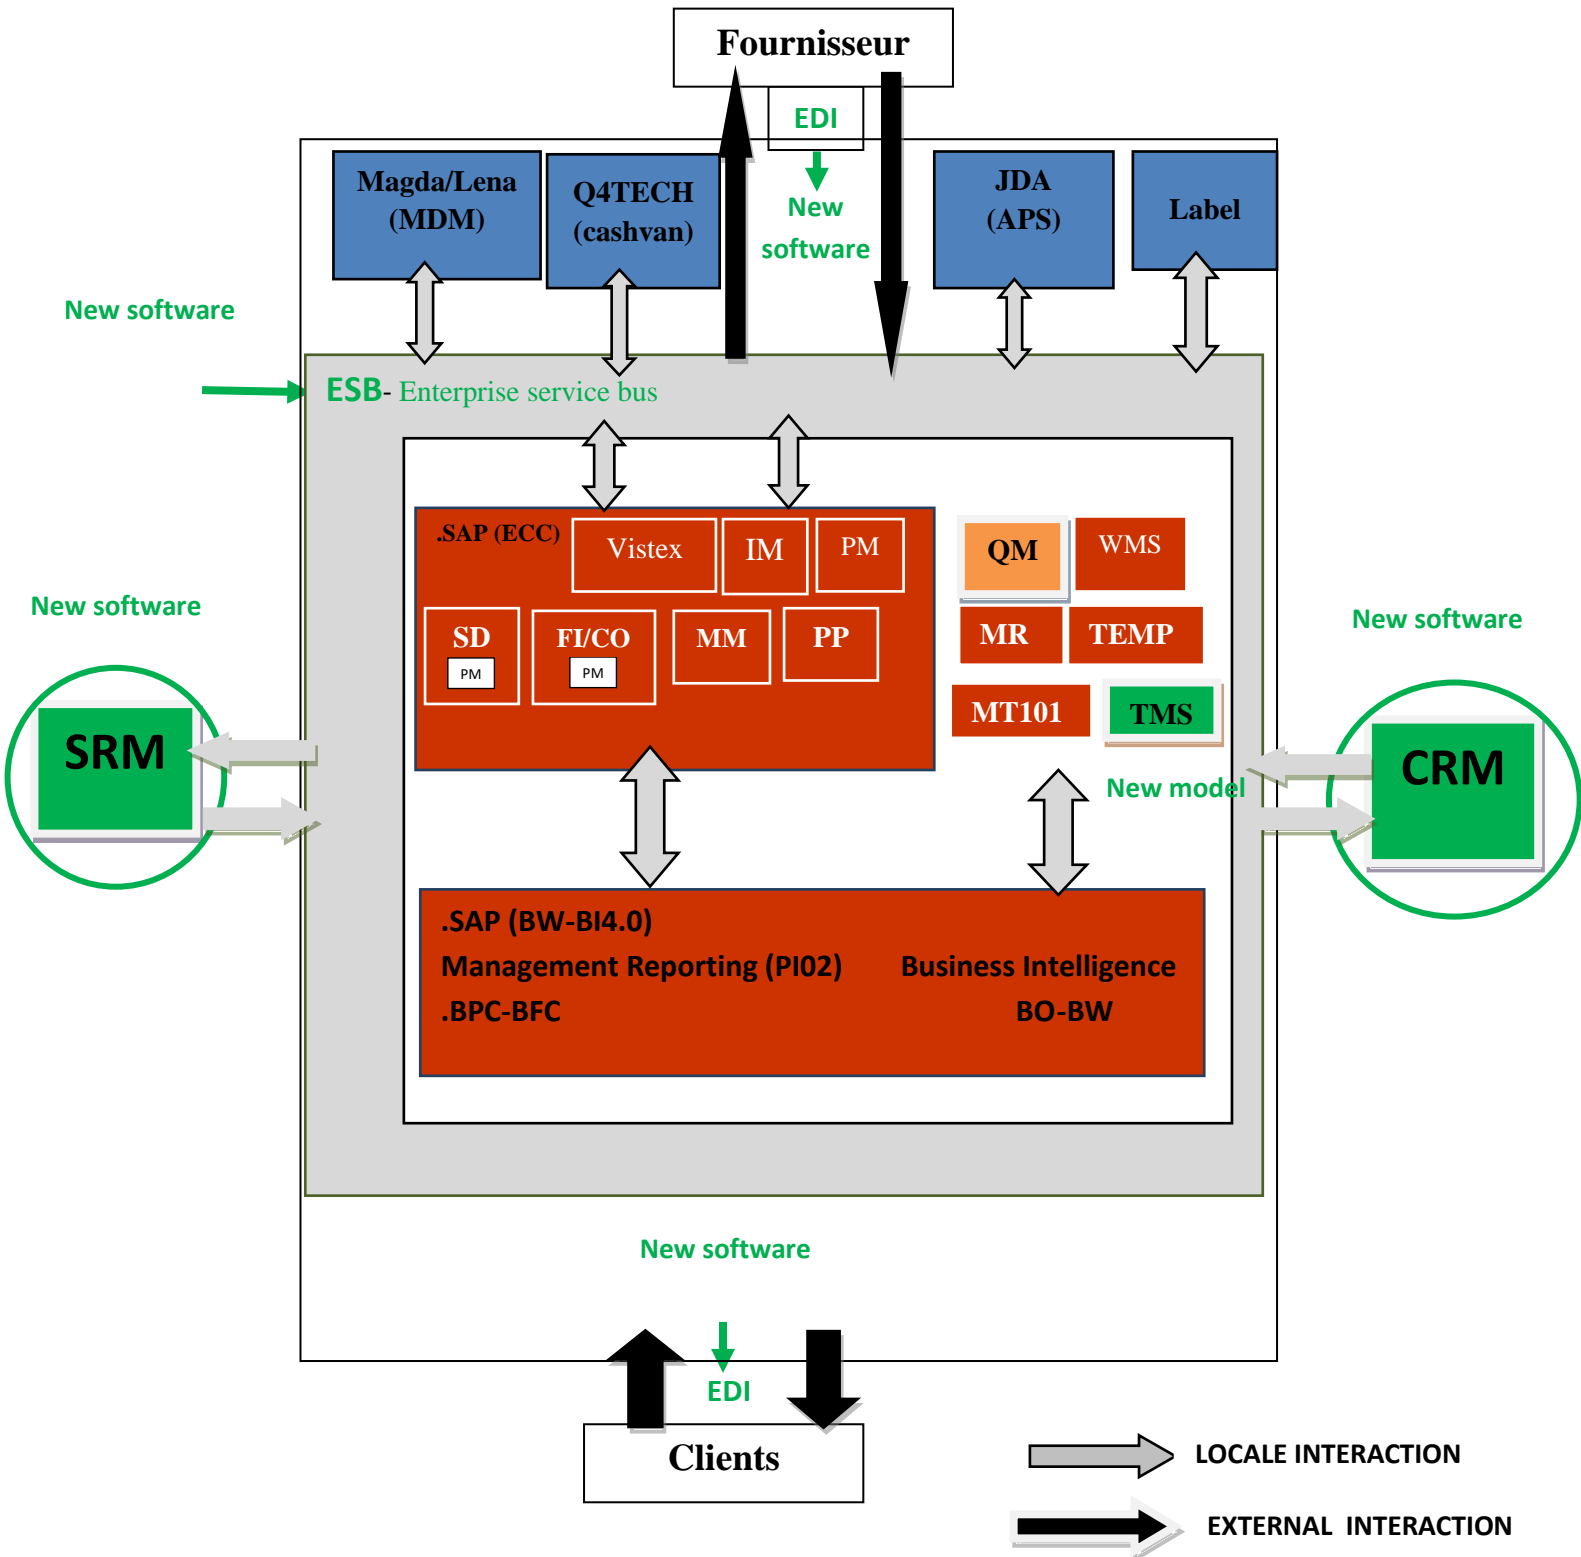 Fournisseur
EDI
New
software
Magda/Lena
(MDM)
Q4TECH
(cashvan)
JDA
(APS)
Label
New software
ESB- Enterprise service bus
.SAP (ECC)
Vistex
IM
PM
QM
WMS
SD
PM
FI/CO
PM
MM
PP
MR
TEMP
MT101
TMS
New model
New software
SRM
New software
CRM
.SAP (BW-BI4.0)
Management Reporting (PI02) Business Intelligence
.BPC-BFC BO-BW
New software
EDI
Clients
LOCALE INTERACTION
EXTERNAL INTERACTION